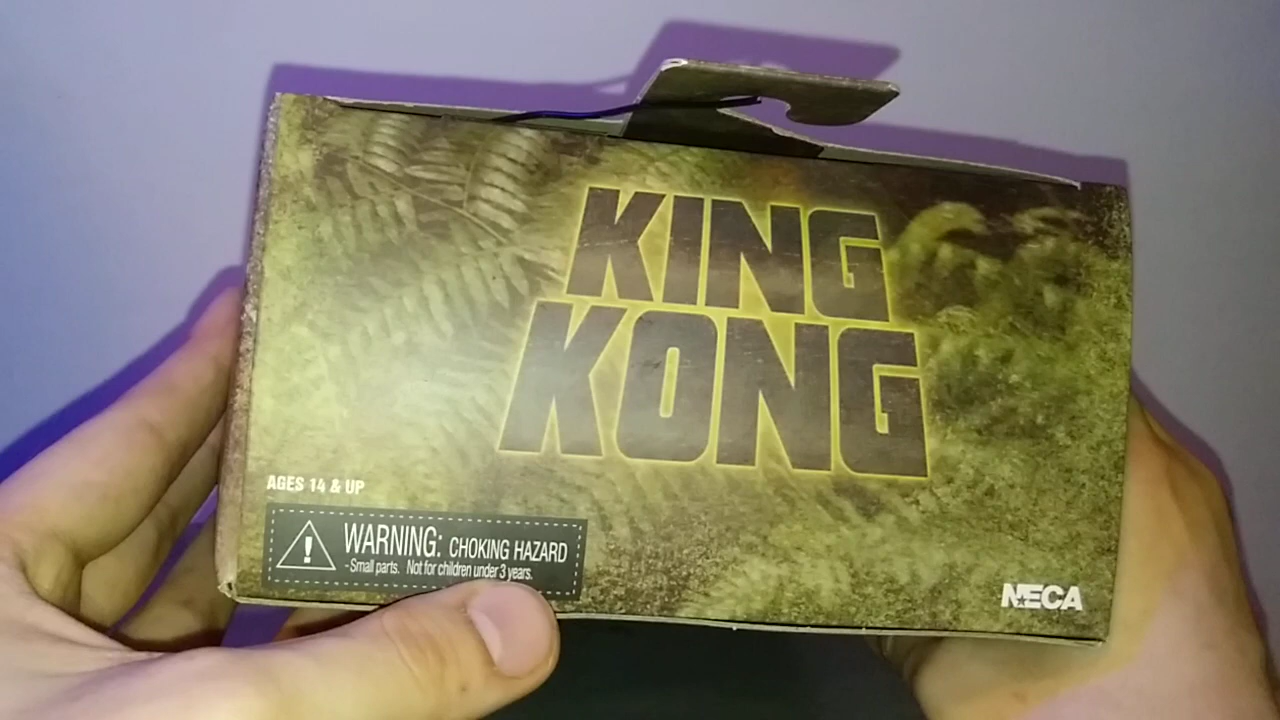 KING
KONG
AGES 14 & UP
WARNING: CHOKING HAZARD
-Small parts. Not for children under 3 years.
NECA